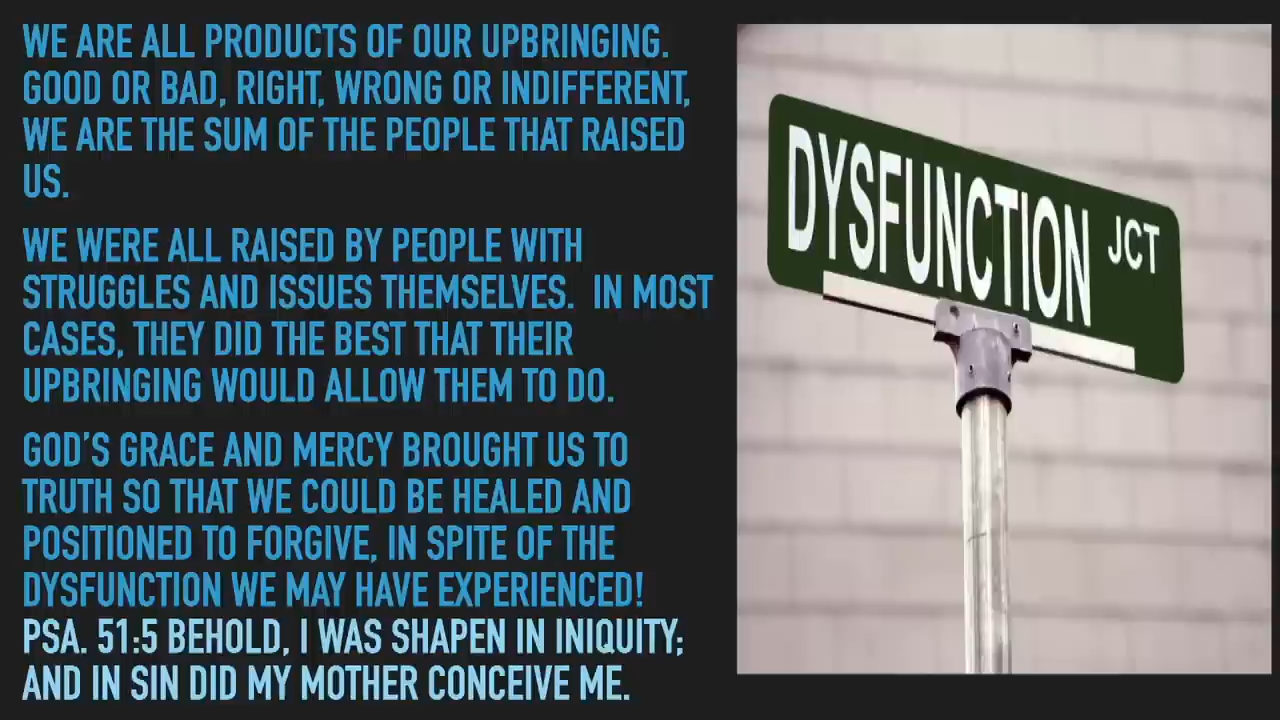 WE ARE ALL PRODUCTS OF OUR UPBRINGING.
GOOD OR BAD, RIGHT, WRONG OR INDIFFERENT,
WE ARE THE SUM OF THE PEOPLE THAT RAISED
US.
WE WERE ALL RAISED BY PEOPLE WITH
STRUGGLES AND ISSUES THEMSELVES.  IN MOST
CASES, THEY DID THE BEST THAT THEIR
UPBRINGING WOULD ALLOW THEM TO DO.
GOD’S GRACE AND MERCY BROUGHT US TO
TRUTH SO THAT WE COULD BE HEALED AND
POSITIONED TO FORGIVE, IN SPITE OF THE
DYSFUNCTION WE MAY HAVE EXPERIENCED!
PSA. 51:5 BEHOLD, I WAS SHAPEN IN INIQUITY;
AND IN SIN DID MY MOTHER CONCEIVE ME.
DYSFUNCTION JCT